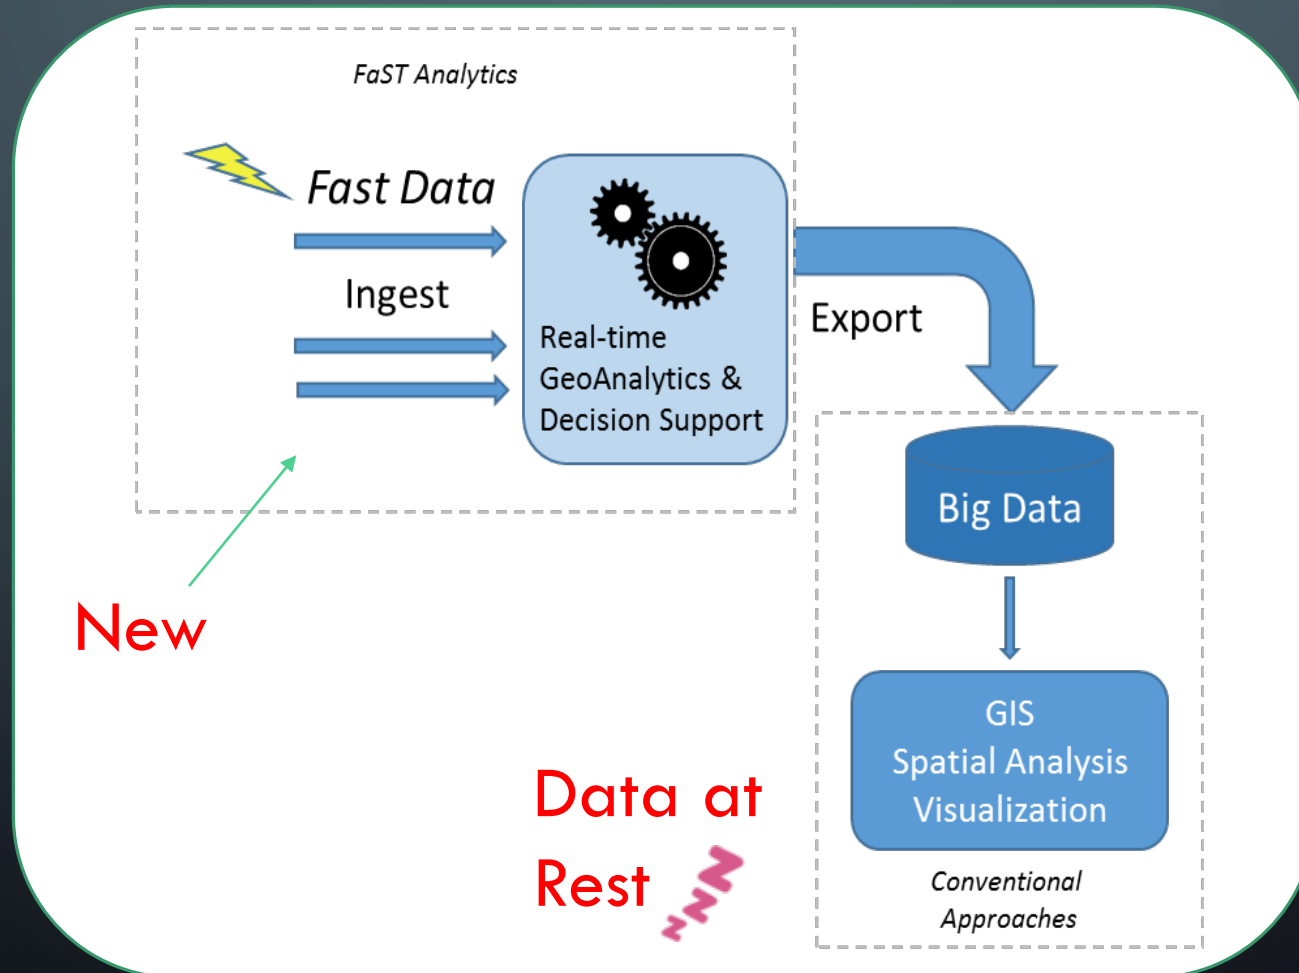 FaST Analytics
Fast Data
Ingest
Real-time
GeoAnalytics &
Decision Support
Export
Big Data
New
GIS
Spatial Analysis
Visualization
Data at
Rest
zzz
Conventional
Approaches